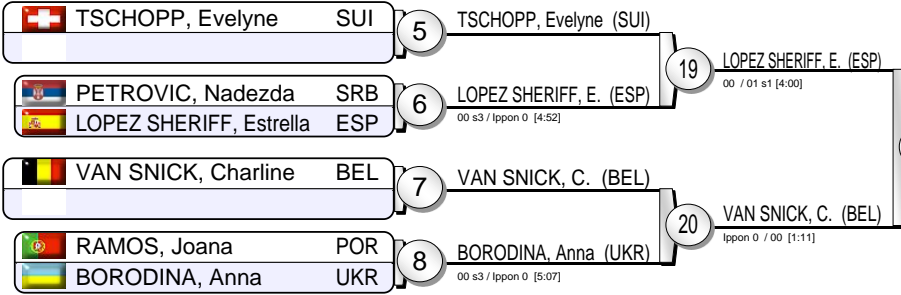 TSCHOPP, Evelyne SUI
5
TSCHOPP, Evelyne (SUI)
PETROVIC, Nadezda SRB
LOPEZ SHERIFF, Estrella ESP
6
LOPEZ SHERIFF, E. (ESP)
00 s3 / Ippon 0 [4:52]
19
LOPEZ SHERIFF, E. (ESP)
00 / 01 s1 [4:00]
VAN SNICK, Charline BEL
7
VAN SNICK, C. (BEL)
RAMOS, Joana POR
BORODINA, Anna UKR
8
BORODINA, Anna (UKR)
00 s3 / Ippon 0 [5:07]
20
VAN SNICK, C. (BEL)
Ippon 0 / 00 [1:11]